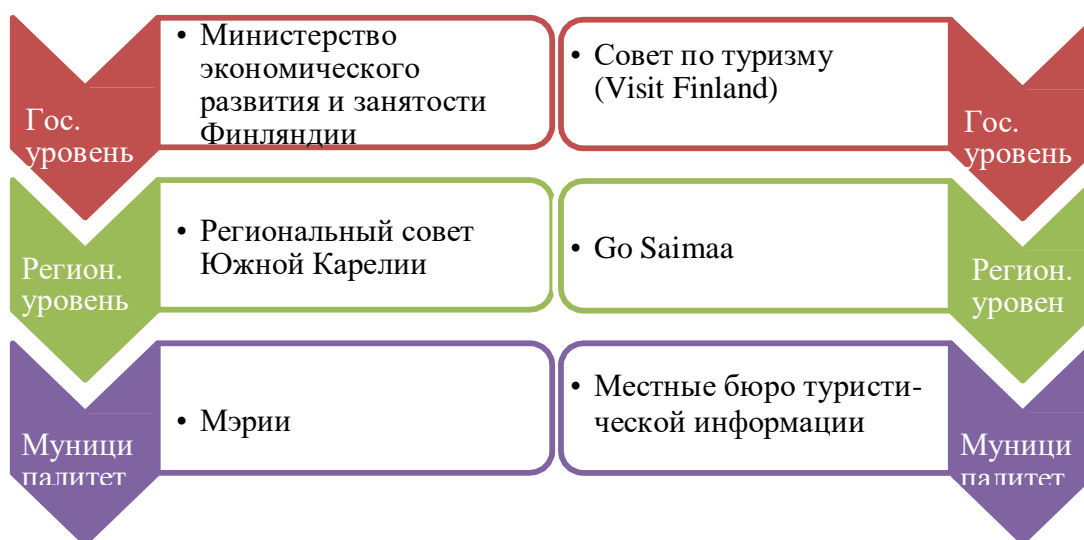 Гос.
уровень
• Министерство
экономического
развития и занятости
Финляндии
• Совет по туризму
(Visit Finland)
Гос.
уровень
Регион.
уровень
• Региональный совет
Южной Карелии
• Go Saimaa
Регион.
уровен
Муници
палитет
• Мэрии
• Местные бюро туристи-
ческой информации
Муници
палитет